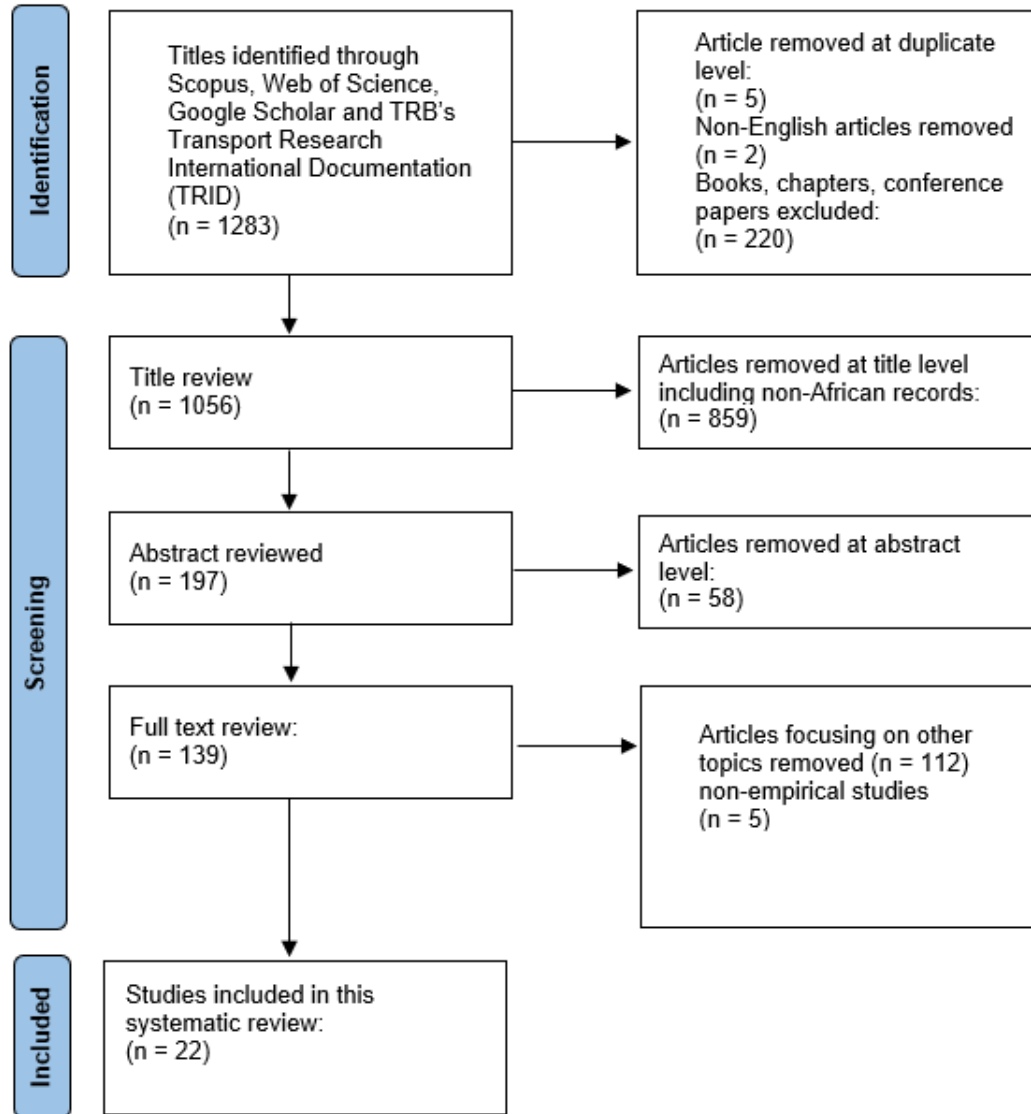 Identification
Titles identified through
Scopus, Web of Science,
Google Scholar and TRB's
Transport Research
International Documentation
(TRID)
(n = 1283)
Article removed at duplicate
level:
(n = 5)
Non-English articles removed
(n = 2)
Books, chapters, conference
papers excluded:
(n = 220)
Screening
Title review
(n = 1056)
Articles removed at title level
including non-African records:
(n = 859)
Abstract reviewed
(n = 197)
Articles removed at abstract
level:
(n = 58)
Full text review:
(n = 139)
Articles focusing on other
topics removed (n = 112)
non-empirical studies
(n = 5)
Included
Studies included in this
systematic review:
(n = 22)